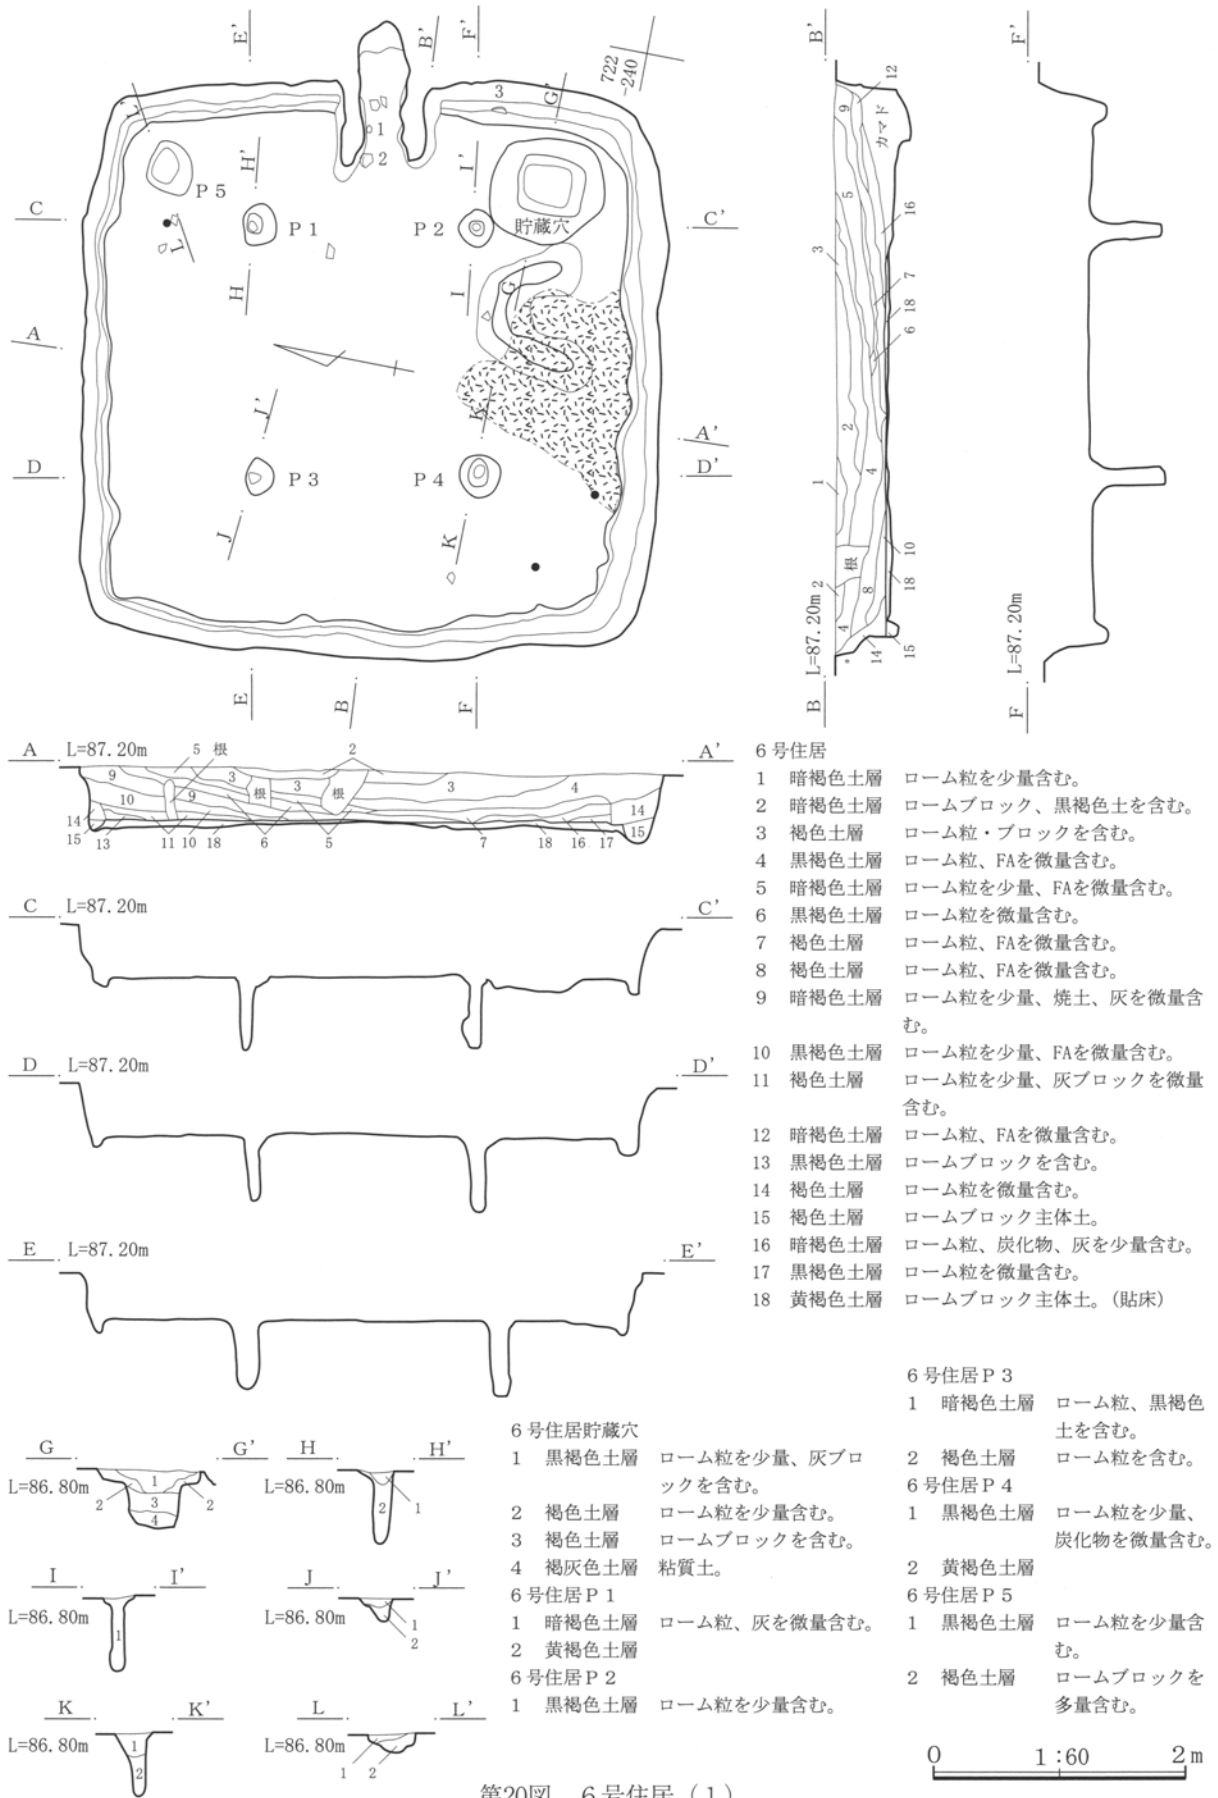 E' B' F'
722
-240
L' 3 G'
1
2
H' I'
P5
C P1 P2 貯蔵穴 C'
L
H I G
A
J' K'
A'
D P3 P4 D'
J K
E B F
B' F'
12
9
カマド
5
16
3
7
18
6
2
4
1
10
根
18
2
8
4
14
15
B L=87.20m
F L=87.20m
A L=87.20m 5 根 2 A'
9 3 3 3 4
10 9 根 根 14
14 15
15 13 11 10 18 6 5 7 18 16 17
C L=87.20m C'
D L=87.20m D'
E L=87.20m E'
6号住居
1 暗褐色土層 ローム粒を少量含む。
2 暗褐色土層 ロームブロック、黒褐色土を含む。
3 褐色土層 ローム粒・ブロックを含む。
4 黒褐色土層 ローム粒、FAを微量含む。
5 暗褐色土層 ローム粒を少量、FAを微量含む。
6 黒褐色土層 ローム粒を微量含む。
7 褐色土層 ローム粒、FAを微量含む。
8 褐色土層 ローム粒、FAを微量含む。
9 暗褐色土層 ローム粒を少量、焼土、灰を微量含
む。
10 黒褐色土層 ローム粒を少量、FAを微量含む。
11 褐色土層 ローム粒を少量、灰ブロックを微量
含む。
12 暗褐色土層 ローム粒、FAを微量含む。
13 黒褐色土層 ロームブロックを含む。
14 褐色土層 ローム粒を微量含む。
15 褐色土層 ロームブロック主体土。
16 暗褐色土層 ローム粒、炭化物、灰を少量含む。
17 黒褐色土層 ローム粒を微量含む。
18 黄褐色土層 ロームブロック主体土。(貼床)
G G'
L=86.80m 1
2 3 2
4
H H'
L=86.80m 1
2
I I'
L=86.80m 1
J J'
L=86.80m 1
2
K K'
L=86.80m 1
2
L L'
L=86.80m
1 2
6号住居貯蔵穴
1 黒褐色土層 ローム粒を少量、灰ブロ
ックを含む。
2 褐色土層 ローム粒を少量含む。
3 褐色土層 ロームブロックを含む。
4 褐灰色土層 粘質土。
6号住居P1
1 暗褐色土層 ローム粒、灰を微量含む。
2 黄褐色土層
6号住居P2
1 黒褐色土層 ローム粒を少量含む。
6号住居P3
1 暗褐色土層 ローム粒、黒褐色
土を含む。
2 褐色土層 ローム粒を含む。
6号住居P4
1 黒褐色土層 ローム粒を少量、
炭化物を微量含む。
2 黄褐色土層
6号住居P5
1 黒褐色土層 ローム粒を少量含
む。
2 褐色土層 ロームブロックを
多量含む。
0 1:60 2m
第20図 6号住居(1)